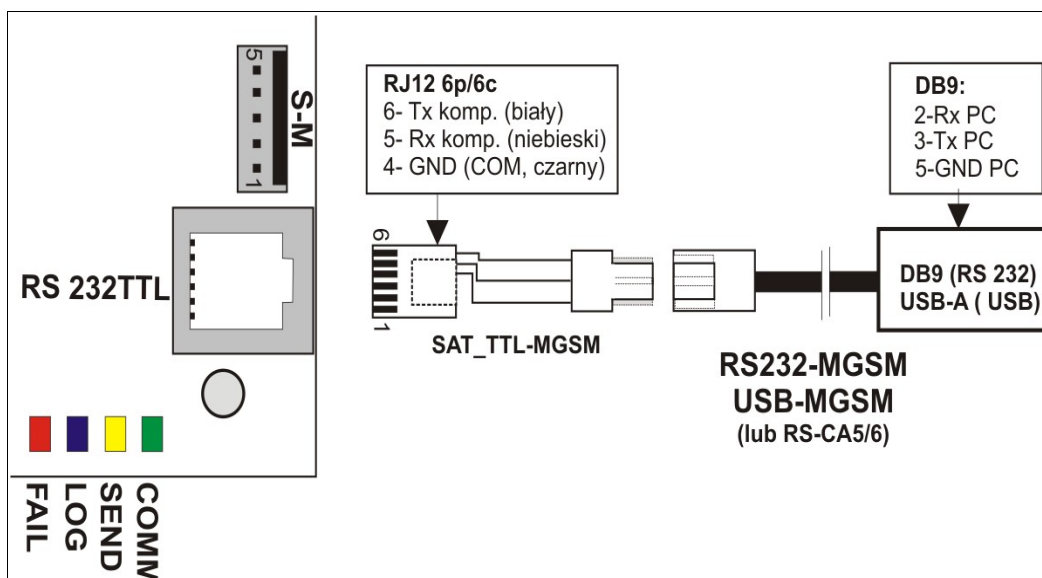 5
1
S-M
RS 232TTL
FAIL
LOG
SEND
COMM
RJ12 6p/6c
6- Tx komp. (biały)
5- Rx komp. (niebieski)
4- GND (COM, czarny)
6
1
SAT_TTL-MGSM
DB9:
2-Rx PC
3-Tx PC
5-GND PC
DB9 (RS 232)
USB-A ( USB)
RS232-MGSM
USB-MGSM
(lub RS-CA5/6)